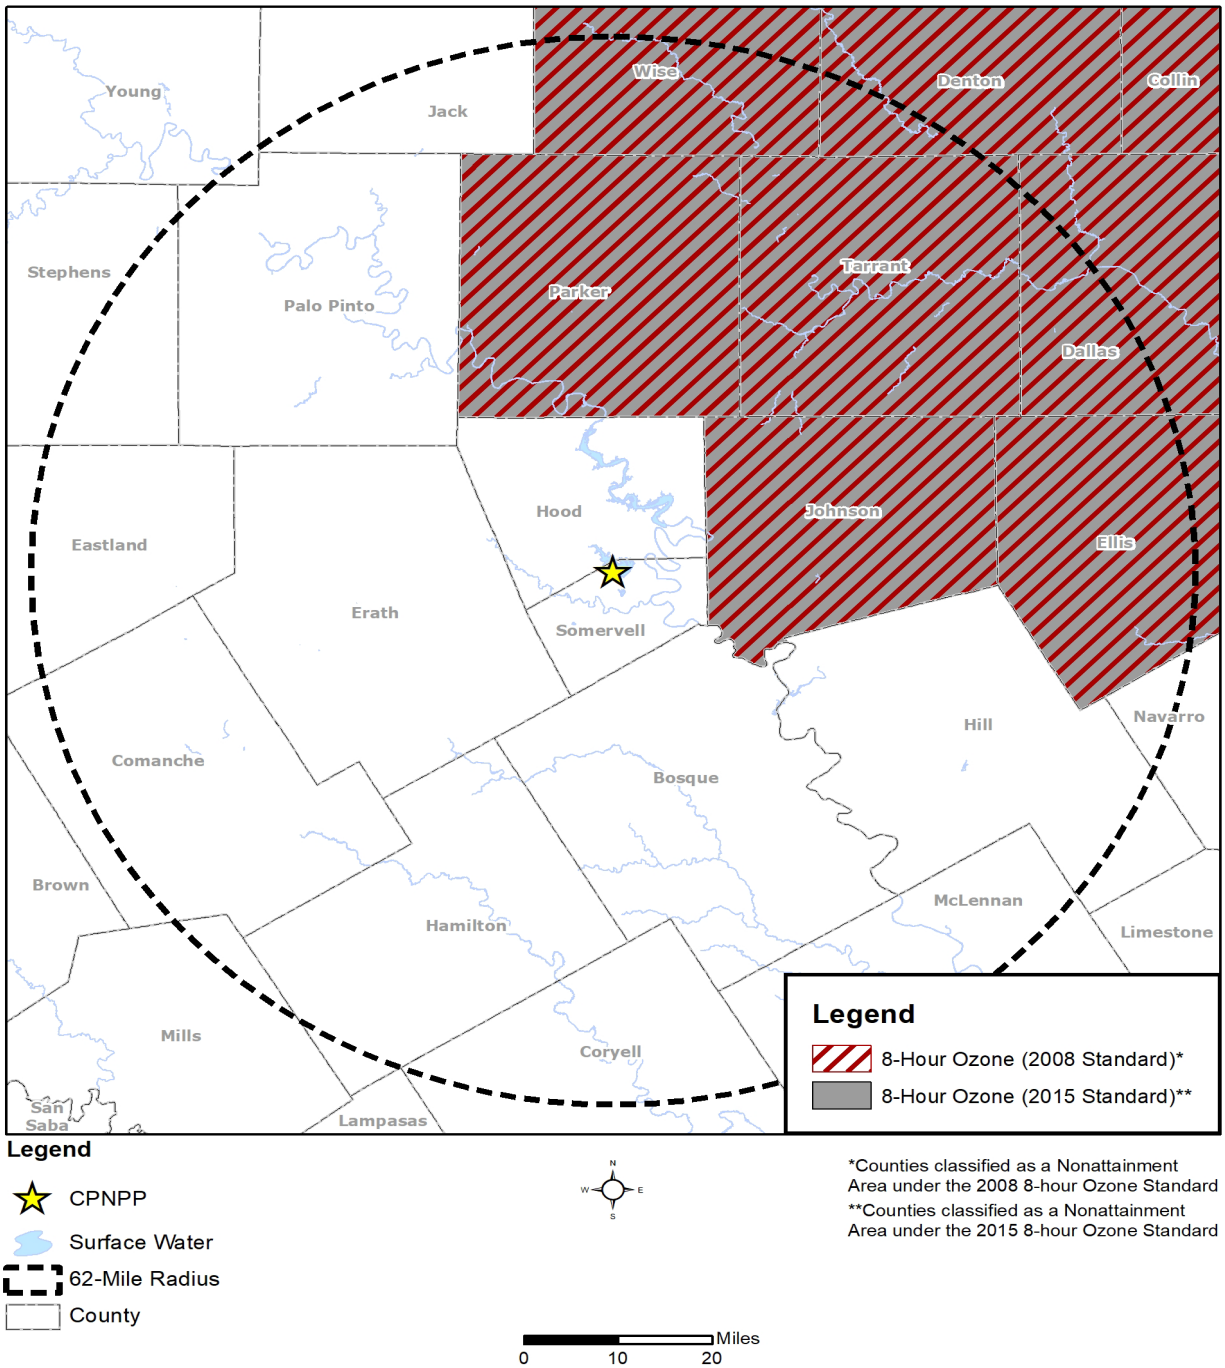 Young
Jack
Wise
Denton
Collin
Stephens
Palo Pinto
Parker
Tarrant
Dallas
Eastland
Hood
Johnson
Ellis
Erath
Somervell
Navarro
Hill
Comanche
Bosque
Brown
Hamilton
McLennan
Limestone
Mills
Coryell
San
Saba
Lampasas
Legend
8-Hour Ozone (2008 Standard)*
8-Hour Ozone (2015 Standard)**
Legend
CPNPP
Surface Water
62-Mile Radius
County
N
W E
S
*Counties classified as a Nonattainment
Area under the 2008 8-hour Ozone Standard
**Counties classified as a Nonattainment
Area under the 2015 8-hour Ozone Standard
Miles
0 10 20